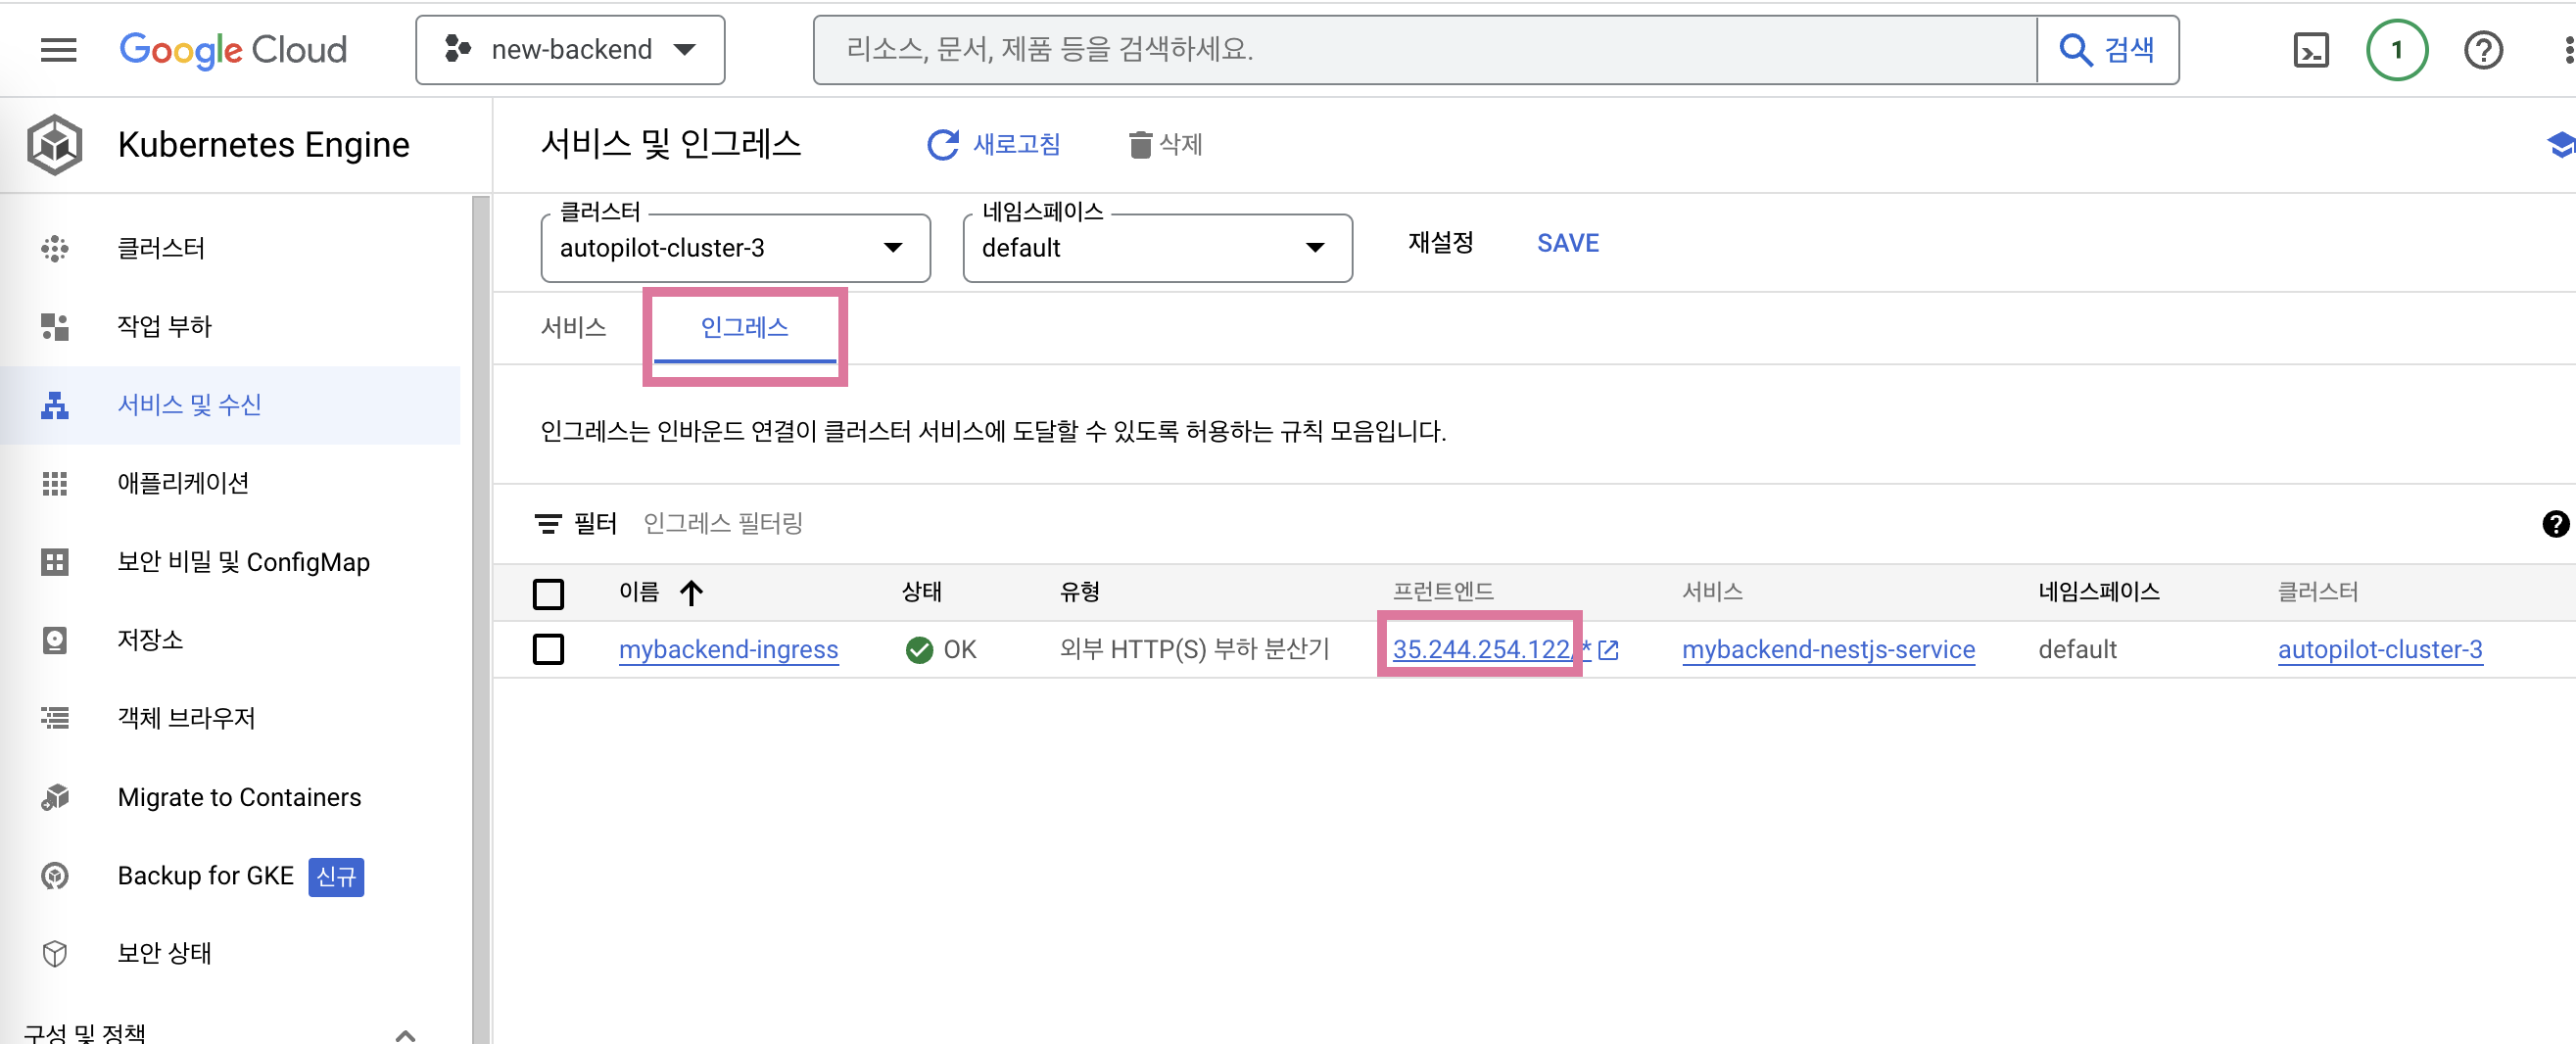 Google Cloud
new-backend
리소스, 문서, 제품 등을 검색하세요.
검색
1
Kubernetes Engine
서비스 및 인그레스
새로고침
삭제
클러스터
작업 부하
서비스 및 수신
애플리케이션
보안 비밀 및 ConfigMap
저장소
객체 브라우저
Migrate to Containers
Backup for GKE 신규
보안 상태
구성 및 정책
클러스터
autopilot-cluster-3
네임스페이스
default
재설정
SAVE
서비스
인그레스
인그레스는 인바운드 연결이 클러스터 서비스에 도달할 수 있도록 허용하는 규칙 모음입니다.
필터 인그레스 필터링
이름 상태 유형 프런트엔드 서비스 네임스페이스 클러스터
mybackend-ingress OK 외부 HTTP(S) 부하 분산기 35.244.254.122/* mybackend-nestjs-service default autopilot-cluster-3